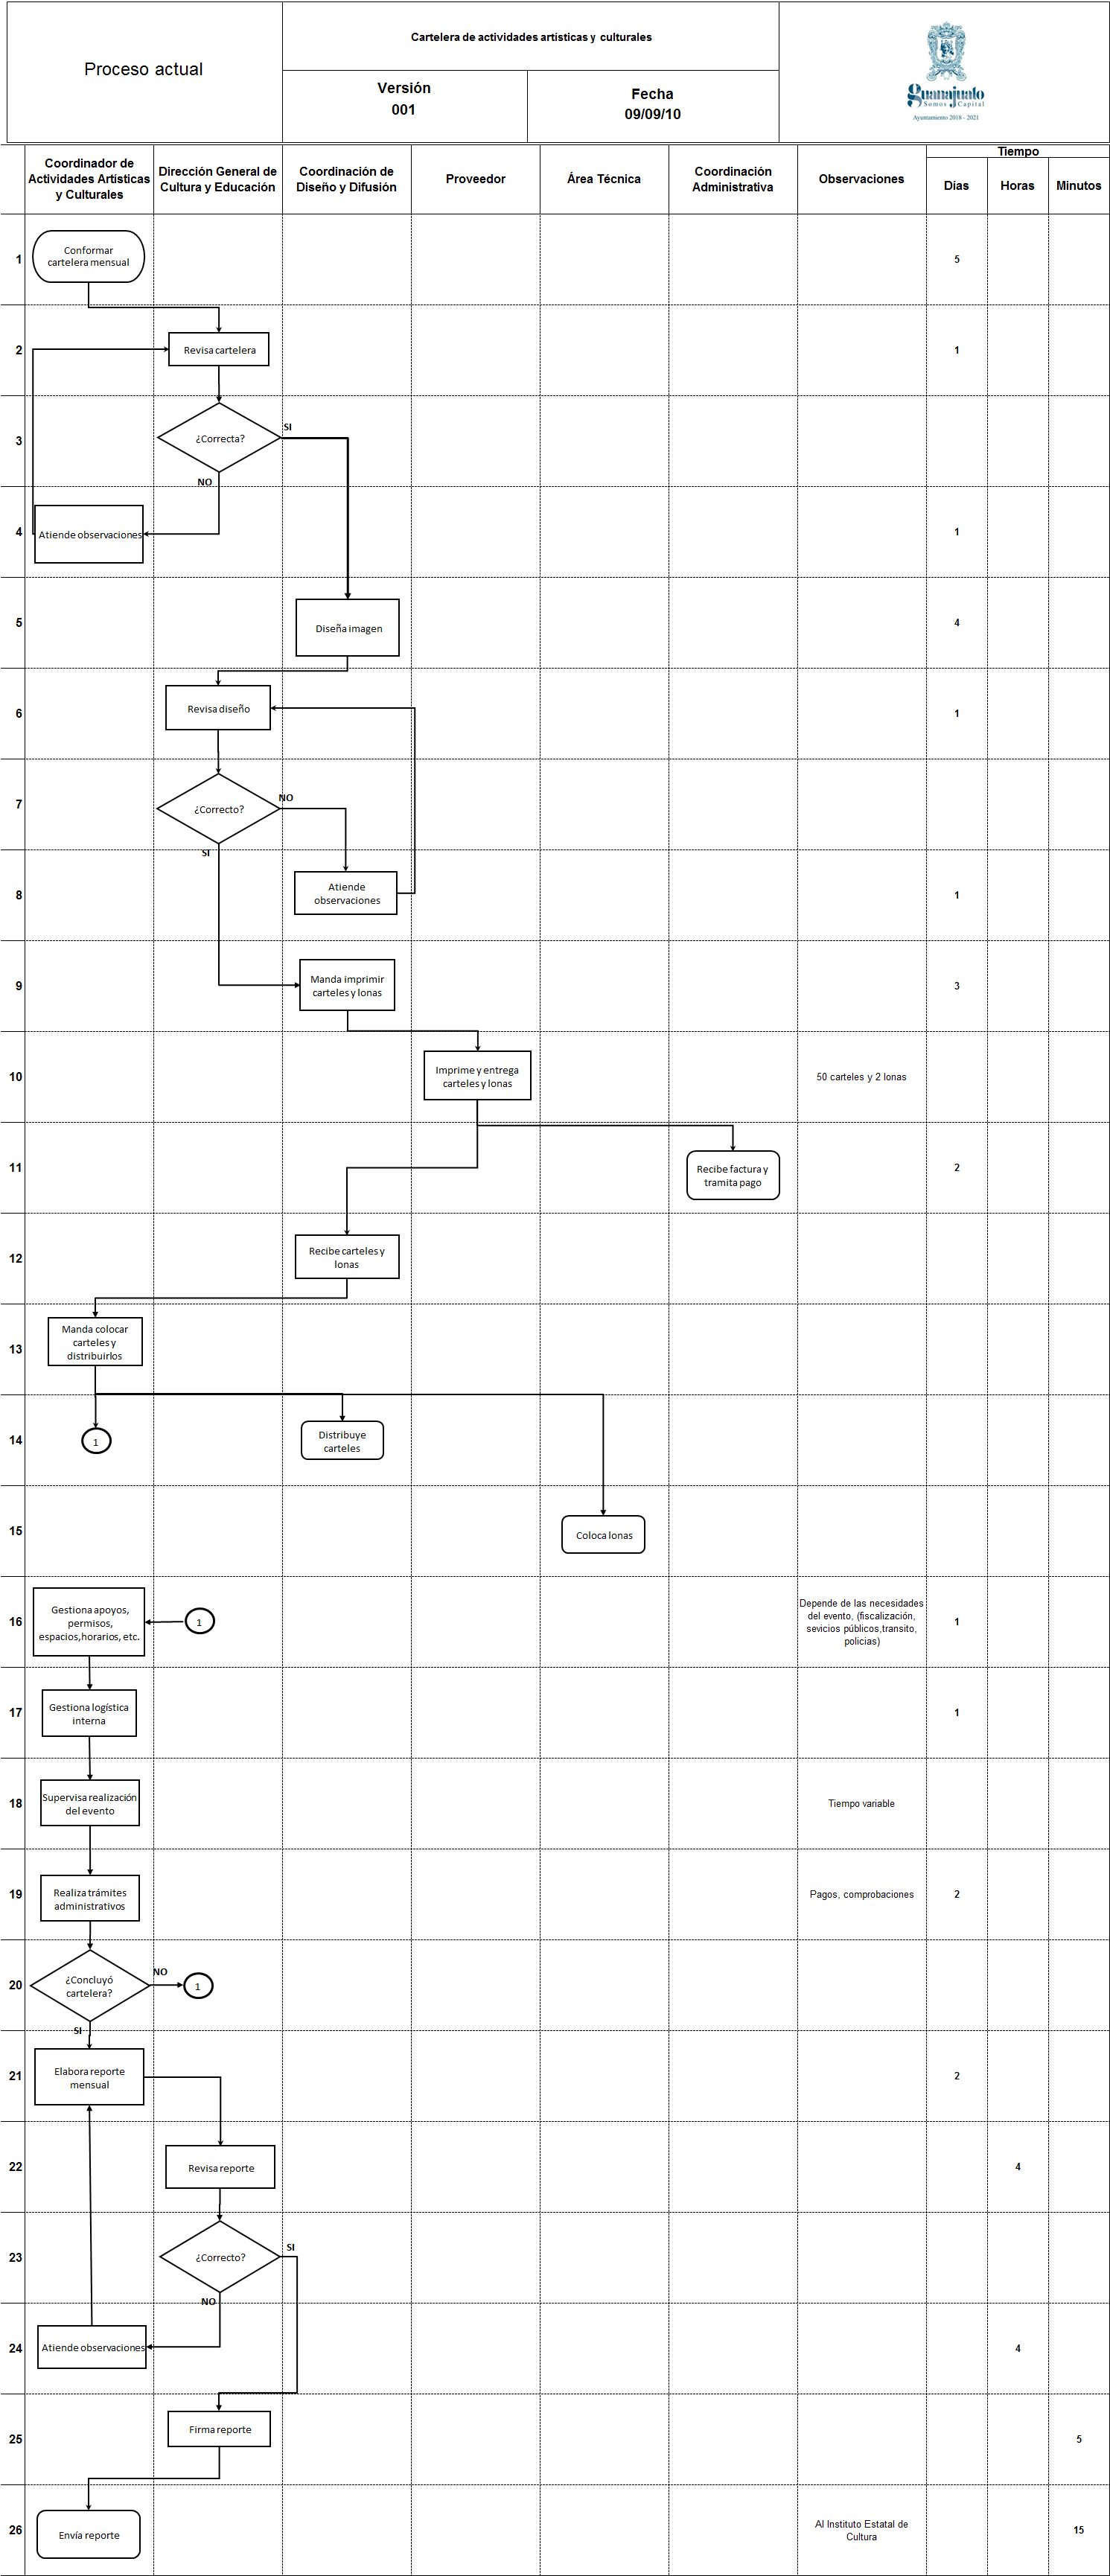 Proceso actual
Cartelera de actividades artísticas y culturales
Versión
001
Fecha
09/09/10
guanajuato
Somos Capital
Ayuntamiento 2018 - 2021
Coordinador de
Actividades Artísticas
y Culturales
Dirección General de
Cultura y Educación
Coordinación de
Diseño y Difusión
Proveedor
Área Técnica
Coordinación
Administrativa
Observaciones
Tiempo
Días
Horas
Minutos
1
Conformar
cartelera mensual
5
2
Revisa cartelera
1
3
¿Correcta?
SI
NO
4
Atiende observaciones
1
5
Diseña imagen
4
6
Revisa diseño
1
7
¿Correcto?
NO
SI
8
Atiende
observaciones
1
9
Manda imprimir
carteles y lonas
3
10
Imprime y entrega
carteles y lonas
50 carteles y 2 lonas
11
Recibe factura y
tramita pago
2
12
Recibe carteles y
lonas
13
Manda colocar
carteles y
distribuirlos
14
1
Distribuye
carteles
15
Coloca lonas
16
Gestiona apoyos,
permisos,
espacios,horarios, etc.
1
Depende de las necesidades
del evento, (fiscalización,
sevicios públicos,transito,
policias)
1
17
Gestiona logística
interna
1
18
Supervisa realización
del evento
Tiempo variable
19
Realiza trámites
administrativos
Pagos, comprobaciones
2
20
¿Concluyó
cartelera?
NO
1
SI
21
Elabora reporte
mensual
2
22
Revisa reporte
4
23
¿Correcto?
SI
NO
24
Atiende observaciones
4
25
Firma reporte
5
26
Envía reporte
Al Instituto Estatal de
Cultura
15